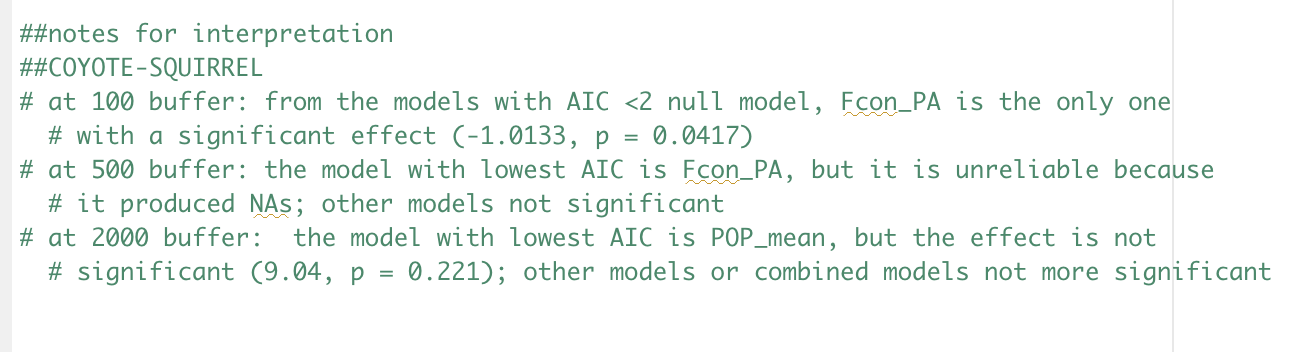 ##notes for interpretation
##COYOTE-SQUIRREL
# at 100 buffer: from the models with AIC <2 null model, Fcon_PA is the only one
  # with a significant effect (-1.0133, p = 0.0417)
# at 500 buffer: the model with lowest AIC is Fcon_PA, but it is unreliable because
  # it produced NAs; other models not significant
# at 2000 buffer:  the model with lowest AIC is POP_mean, but the effect is not
  # significant (9.04, p = 0.221); other models or combined models not more significant